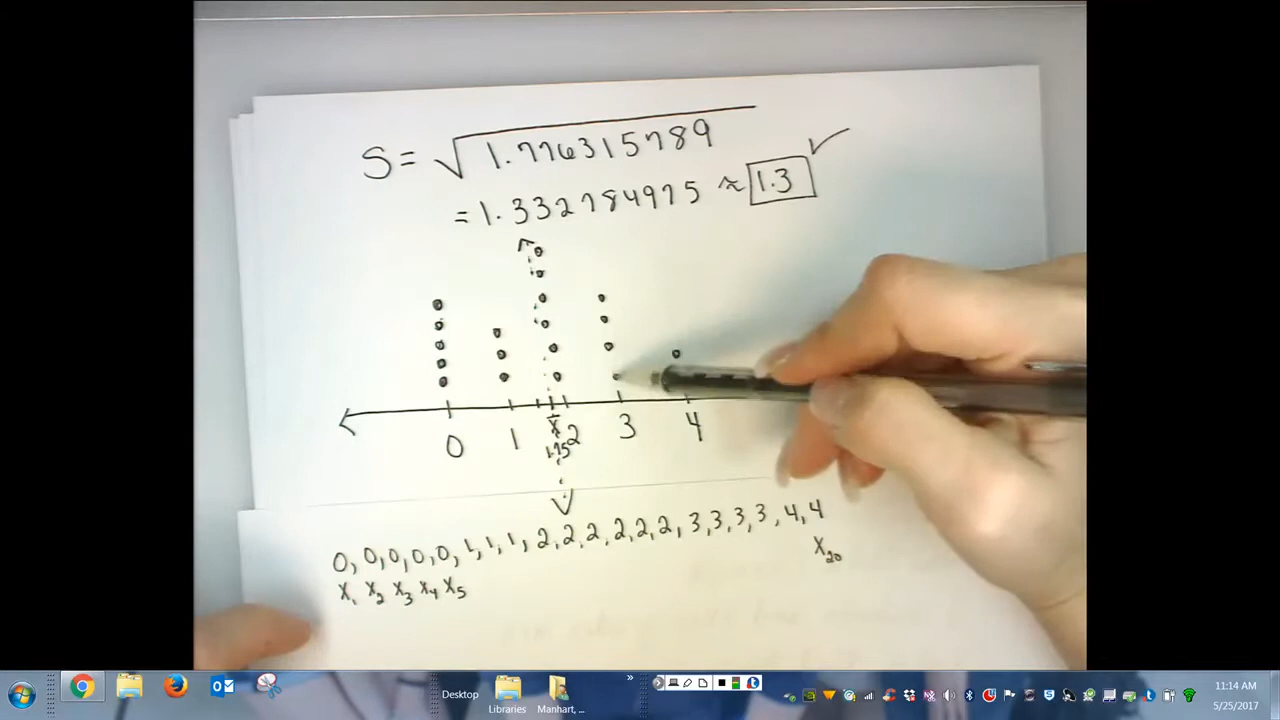 S = √1.776315789
= 1.332784975 ≈ 1.3 ✓
0 1 x̄ 2 3 4
1.75
0, 0, 0, 0, 0, 1, 1, 1, 2, 2, 2, 2, 2, 2, 3, 3, 3, 3, 4, 4
x₁ x₂ x₃ x₄ x₅ x₂₀
Desktop
Libraries
Manhart, ...
»
11:14 AM
5/25/2017